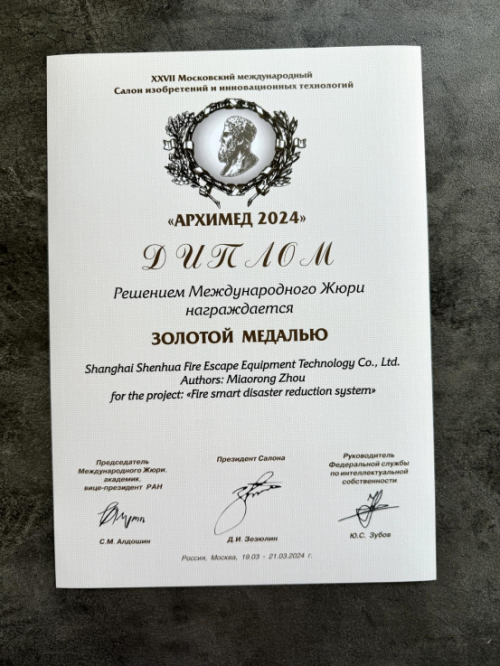 XXVII Московский международный
Салон изобретений и инновационных технологий
«АРХИМЕД 2024»
ДИПЛОМ
Решением Международного Жюри
награждается
ЗОЛОТОЙ МЕДАЛЬЮ
Shanghai Shenhua Fire Escape Equipment Technology Co., Ltd.
Authors: Miaorong Zhou
for the project: «Fire smart disaster reduction system»
Председатель
Международного Жюри,
академик,
вице-президент РАН
С.М. Алдошин
Президент Салона
Д.И. Зезюлин
Руководитель
Федеральной службы
по интеллектуальной
собственности
Ю.С. Зубов
Россия, Москва, 19.03 - 21.03.2024 г.